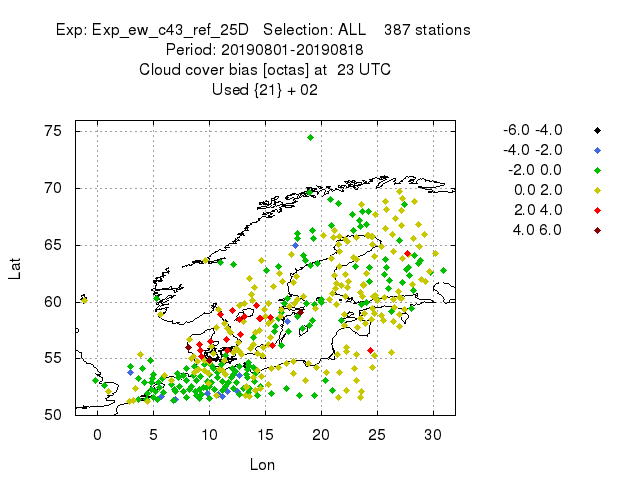 Exp: Exp_ew_c43_ref_25D   Selection: ALL    387 stations
Period: 20190801-20190818
Cloud cover bias [octas] at  23 UTC
Used {21} + 02
-6.0 -4.0
-4.0 -2.0
-2.0 0.0
0.0 2.0
2.0 4.0
4.0 6.0
75
70
65
60
55
50
Lat
0 5 10 15 20 25 30
Lon